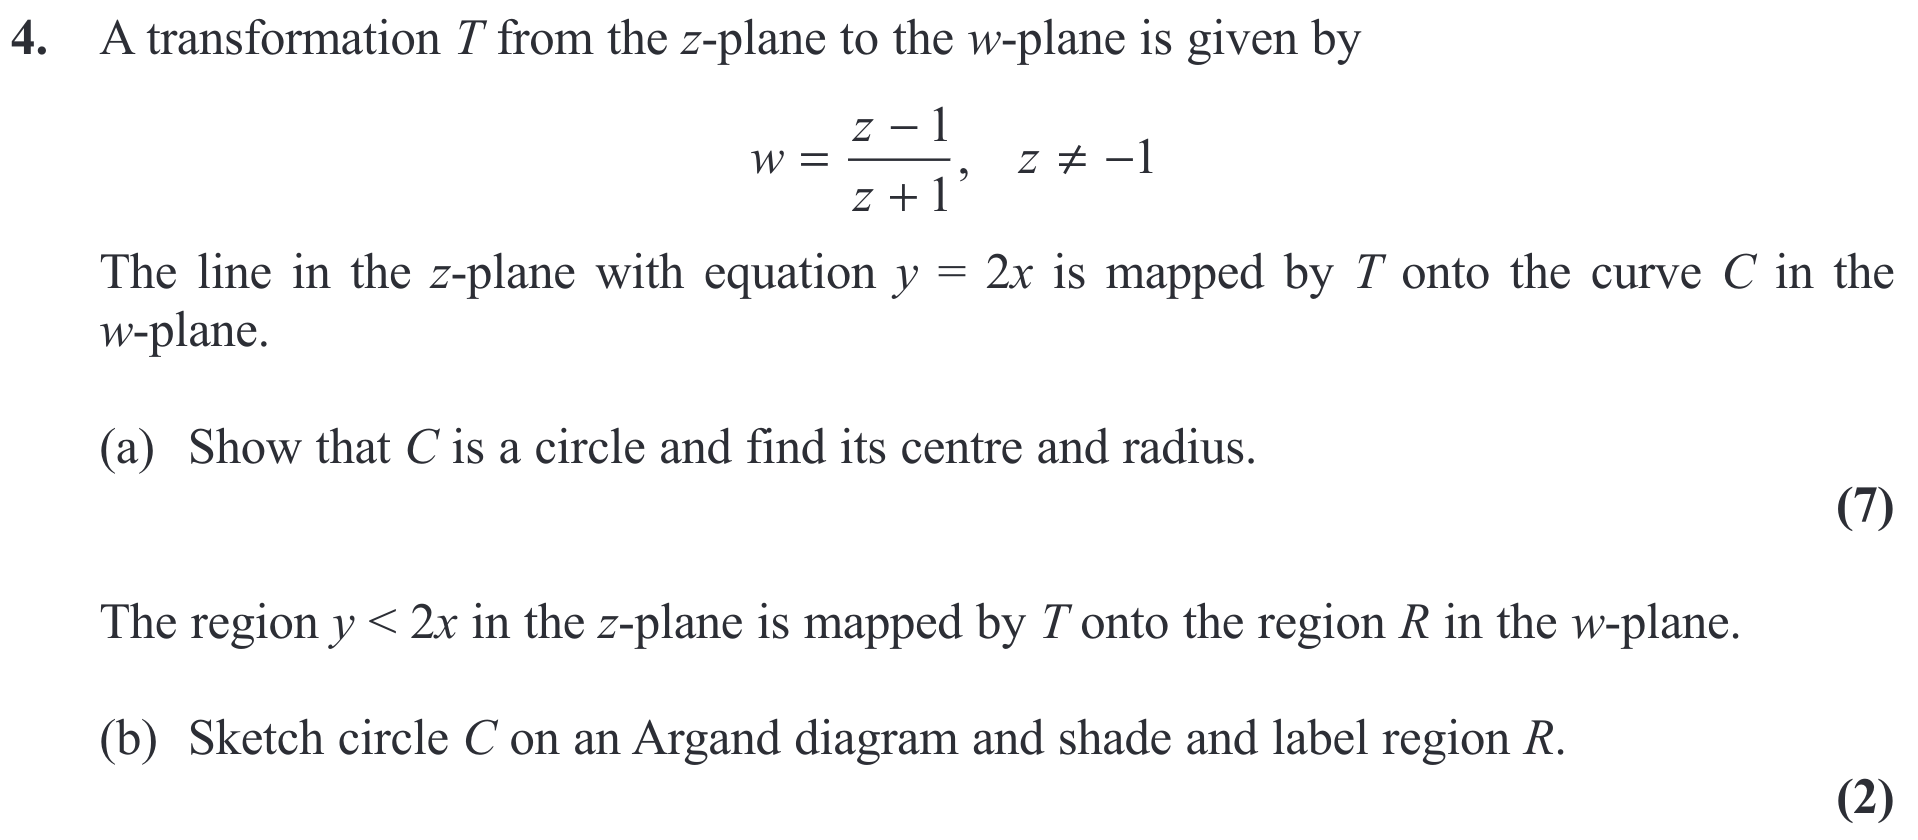 4. A transformation T from the z-plane to the w-plane is given by
w = \frac{z - 1}{z + 1}, z ≠ −1
The line in the z-plane with equation y = 2x is mapped by T onto the curve C in the
w-plane.
(a) Show that C is a circle and find its centre and radius.
(7)
The region y < 2x in the z-plane is mapped by T onto the region R in the w-plane.
(b) Sketch circle C on an Argand diagram and shade and label region R.
(2)